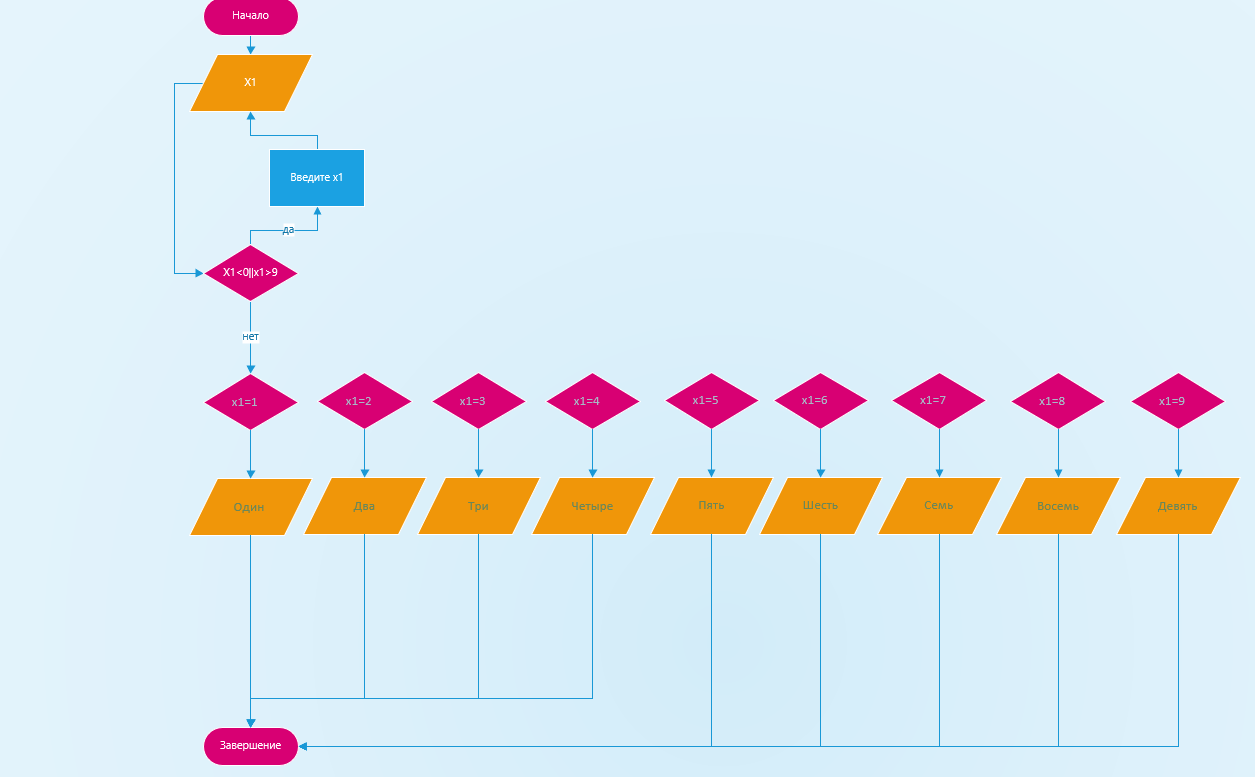 Начало
X1
Введите x1
да
X1<0||x1>9
нет
x1=1
x1=2
x1=3
x1=4
x1=5
x1=6
x1=7
x1=8
x1=9
Один
Два
Три
Четыре
Пять
Шесть
Семь
Восемь
Девять
Завершение